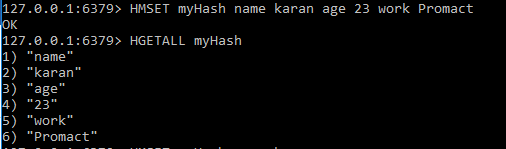 127.0.0.1:6379> HMSET myHash name karan age 23 work Promact
OK
127.0.0.1:6379> HGETALL myHash
1) "name"
2) "karan"
3) "age"
4) "23"
5) "work"
6) "Promact"